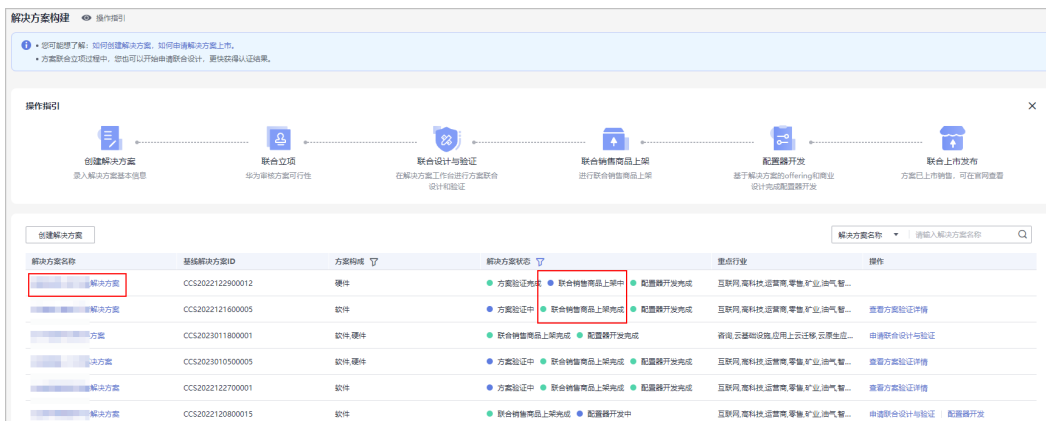 解决方案构建 操作指引
• 您可能想了解: 如何创建解决方案, 如何申请解决方案上市。
• 方案联合立项过程中, 您也可以开始申请联合设计, 更快获得认证结果。
操作指引
创建解决方案 联合立项 联合设计与验证 联合销售商品上架 配置器开发 联合上市发布
录入解决方案基本信息 华为审核方案可行性 在解决方案工作台进行方案联合 进行联合销售商品上架 基于解决方案的offering和商业 方案已上市销售, 可在官网查看
设计和验证 设计完成配置器开发
创建解决方案 解决方案名称 请输入解决方案名称
解决方案名称 基线解决方案ID 方案构成 解决方案状态 重点行业 操作
解决方案 CCS2022122900012 硬件 方案验证完成 联合销售商品上架中 配置器开发完成 互联网,高科技,运营商,零售,矿业,油气,智...
解决方案 CCS2022121600005 软件 方案验证中 联合销售商品上架完成 配置器开发完成 互联网,高科技,运营商,零售,矿业,油气,智... 查看方案验证详情
方案 CCS2023011800001 软件,硬件 联合销售商品上架完成 配置器开发完成 咨询,云基础设施,应用上云迁移,云原生应... 申请联合设计与验证
决方案 CCS2023010500005 软件,硬件 方案验证中 联合销售商品上架完成 配置器开发完成 互联网,高科技,运营商,零售,矿业,油气,智... 查看方案验证详情
解决方案 CCS2022122700001 软件 方案验证中 联合销售商品上架完成 配置器开发完成 互联网,高科技,运营商,零售,矿业,油气,智... 查看方案验证详情
解决方案 CCS2022120800015 软件 联合销售商品上架完成 配置器开发中 互联网,高科技,运营商,零售,矿业,油气,智... 申请联合设计与验证 配置器开发